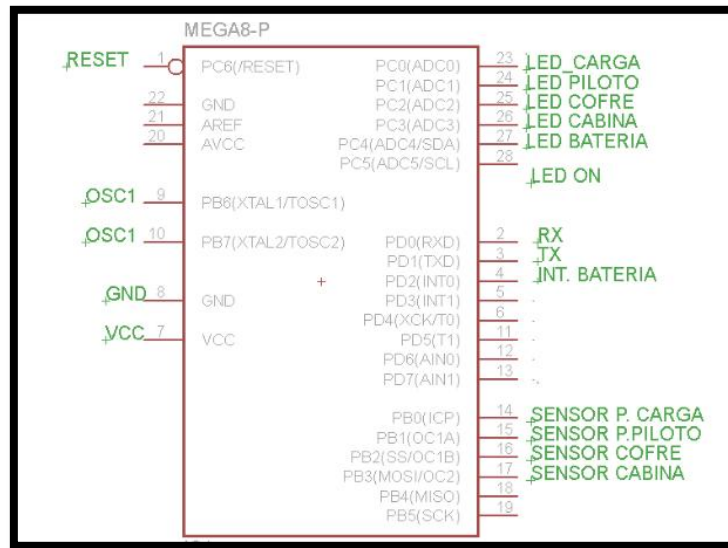 MEGA8-P
RESET 1 PC6(/RESET) PC0(ADC0) 23 LED_CARGA
PC1(ADC1) 24 LED PILOTO
22 GND PC2(ADC2) 25 LED COFRE
21 AREF PC3(ADC3) 26 LED CABINA
20 AVCC PC4(ADC4/SDA) 27 LED BATERIA
PC5(ADC5/SCL) 28
LED ON
OSC1 9 PB6(XTAL1/TOSC1)
OSC1 10 PB7(XTAL2/TOSC2) PD0(RXD) 2 RX
PD1(TXD) 3 TX
PD2(INT0) 4 INT. BATERIA
GND 8 GND PD3(INT1) 5
PD4(XCK/T0) 6
VCC 7 VCC PD5(T1) 11
PD6(AIN0) 12
PD7(AIN1) 13
PB0(ICP) 14 SENSOR P. CARGA
PB1(OC1A) 15 SENSOR P.PILOTO
PB2(SS/OC1B) 16 SENSOR COFRE
PB3(MOSI/OC2) 17 SENSOR CABINA
PB4(MISO) 18
PB5(SCK) 19